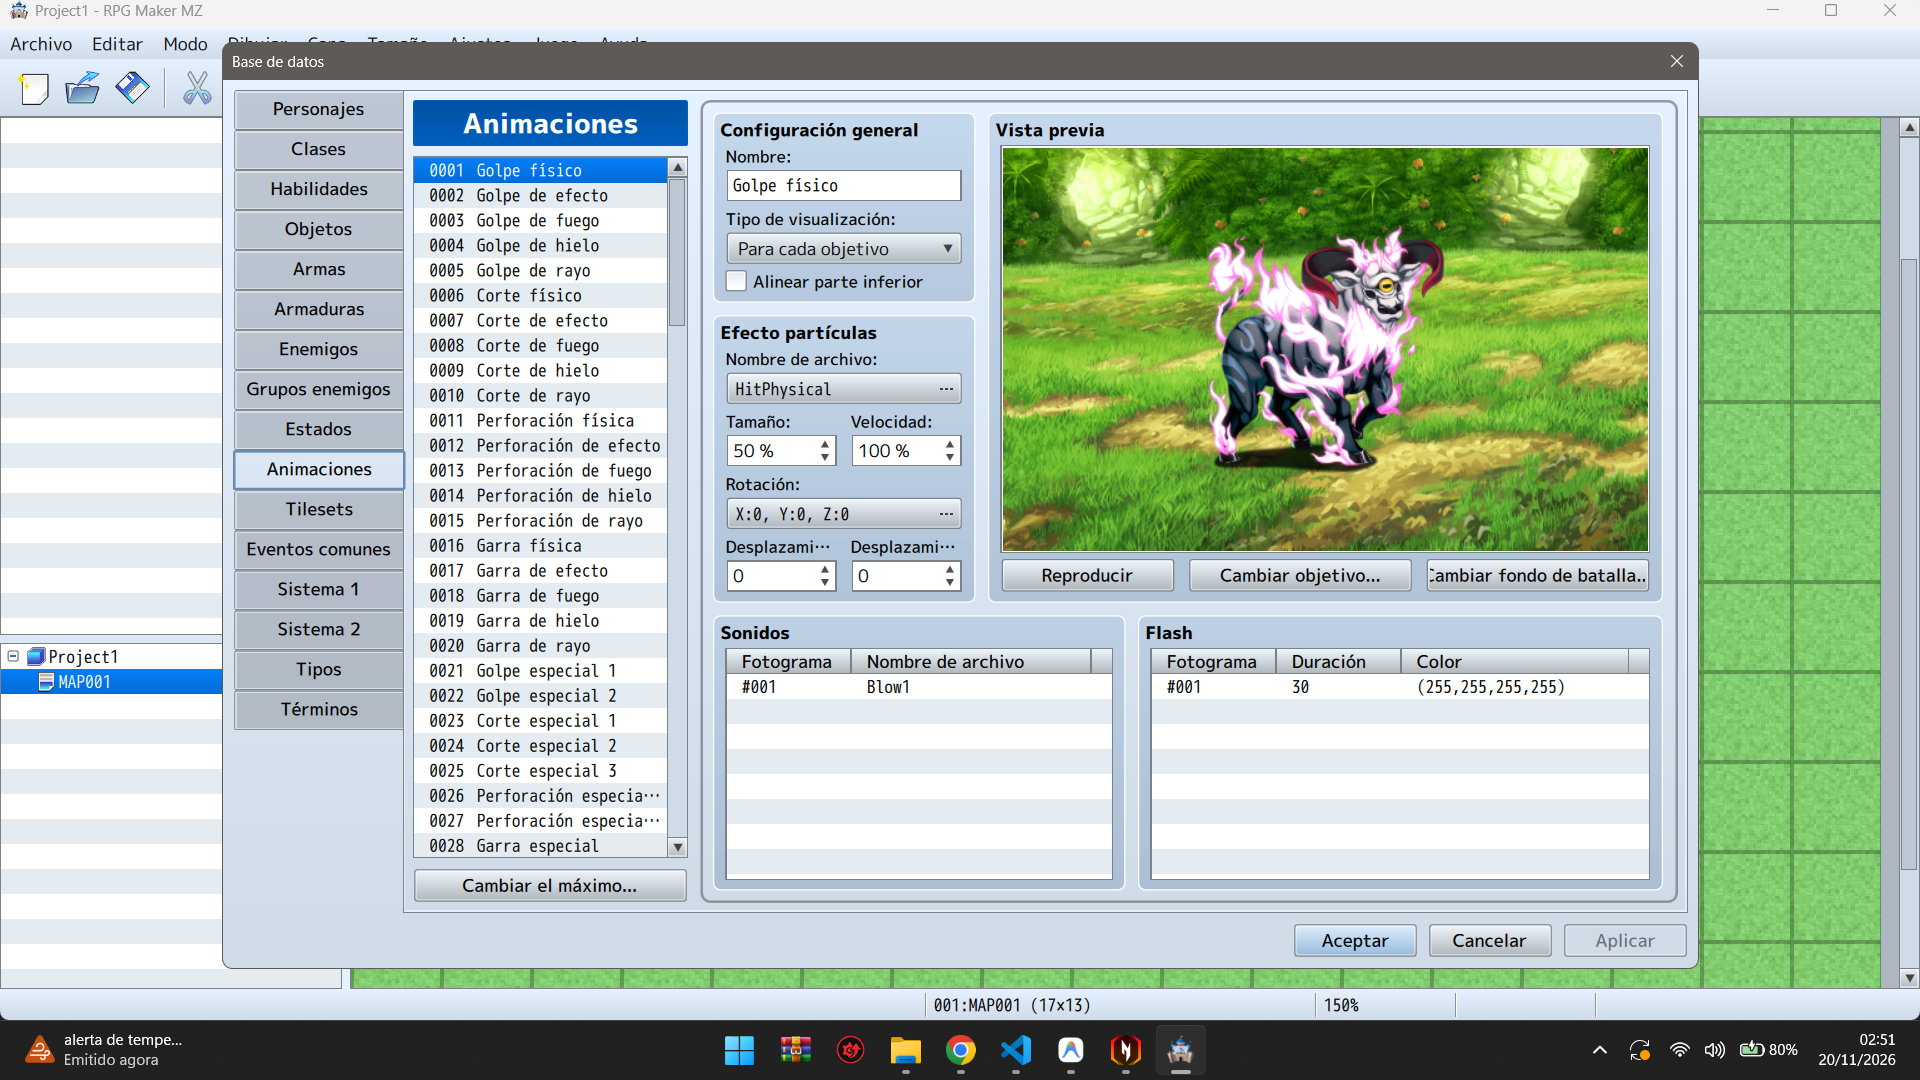 Project1 - RPG Maker MZ
Archivo Editar Modo Dibujar Capa Tamaño Ajustes Juego Ayuda
Base de datos
Personajes
Clases
Habilidades
Objetos
Armas
Armaduras
Enemigos
Grupos enemigos
Estados
Animaciones
Tilesets
Eventos comunes
Sistema 1
Sistema 2
Tipos
Términos
Project1
MAP001
Animaciones
0001 Golpe físico
0002 Golpe de efecto
0003 Golpe de fuego
0004 Golpe de hielo
0005 Golpe de rayo
0006 Corte físico
0007 Corte de efecto
0008 Corte de fuego
0009 Corte de hielo
0010 Corte de rayo
0011 Perforación física
0012 Perforación de efecto
0013 Perforación de fuego
0014 Perforación de hielo
0015 Perforación de rayo
0016 Garra física
0017 Garra de efecto
0018 Garra de fuego
0019 Garra de hielo
0020 Garra de rayo
0021 Golpe especial 1
0022 Golpe especial 2
0023 Corte especial 1
0024 Corte especial 2
0025 Corte especial 3
0026 Perforación especia…
0027 Perforación especia…
0028 Garra especial
Cambiar el máximo...
Configuración general
Nombre:
Golpe físico
Tipo de visualización:
Para cada objetivo
Alinear parte inferior
Efecto partículas
Nombre de archivo:
HitPhysical ...
Tamaño: Velocidad:
50 % 100 %
Rotación:
X:0, Y:0, Z:0 ...
Desplazami… Desplazami…
0 0
Vista previa
Reproducir Cambiar objetivo... Cambiar fondo de batalla..
Sonidos
Fotograma Nombre de archivo
#001 Blow1
Flash
Fotograma Duración Color
#001 30 (255,255,255,255)
Aceptar Cancelar Aplicar
001:MAP001 (17×13) 150%
alerta de tempe...
Emitido agora
80%
02:51
20/11/2026